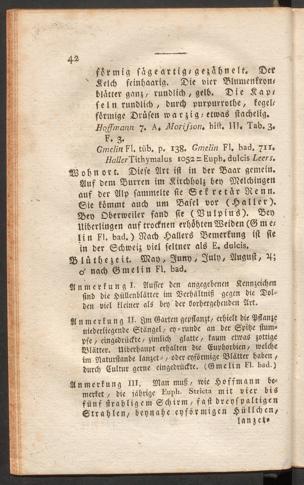 42
förmig sägeartig-gezähnelt. Der
Kelch feinhaarig. Die vier Blumenkron-
blätter ganz, rundlich, gelb. Die Kap-
seln rundlich, durch purpurrothe, kegel-
förmige Drüsen warzig, etwas stachelig.
Hoffmann 7. A. Morison. hist. III. Tab. 3.
F. 3.
Gmelin Fl. tüb. p. 138. Gmelin Fl. bad. 711.
Haller Tithymalus 1052 = Euph. dulcis Leers.
Wohnort. Diese Art ist in der Baar gemein.
Auf dem Burren im Kirchholz bey Melchingen
auf der Alp sammelte sie Sekretär Renn.
Sie kömmt auch um Basel vor (Haller).
Bey Oberweiler fand sie (Vulpius). Bey
Uiberlingen auf trocknen erhöhten Weiden (Gme-
lin Fl. bad.) Nach Hallers Bemerkung ist sie
in der Schweiz viel seltner als E. dulcis.
Blüthezeit. May, Juny, July, August, ♃;
♂ nach Gmelin Fl. bad.
Anmerkung I. Ausser den angegebenen Kennzeichen
sind die Hüllenblätter im Verhältniß gegen die Dol-
den viel kleiner als bey der vorhergehenden Art.
Anmerkung II. Im Garten gepflanzt, erhielt die Pflanze
niederliegende Stängel, ey-runde an der Spitze stum-
pfe, eingedrückte, zimlich glatte, kaum etwas zottige
Blätter. Uiberhaupt erhalten die Euphorbien, welche
im Naturstande lanzet- oder eyförmige Blätter haben,
durch Cultur gerne eingedrückte. (Gmelin Fl. bad.)
Anmerkung III. Man muß, wie Hoffmann be-
merket, die jährige Euph. Stricta mit vier bis
fünf strahligem Schirm, fast dreyspaltigen
Strahlen, beynahe eyförmigen Hüllchen,
lanzet-